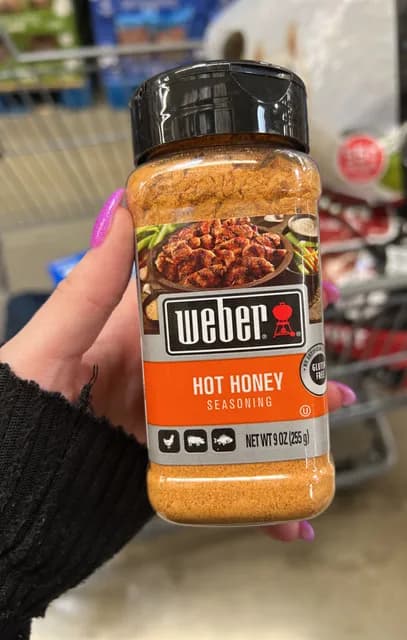 weber
HOT HONEY
SEASONING
GLUTEN
FREE
U
NET WT 9 OZ (255 g)